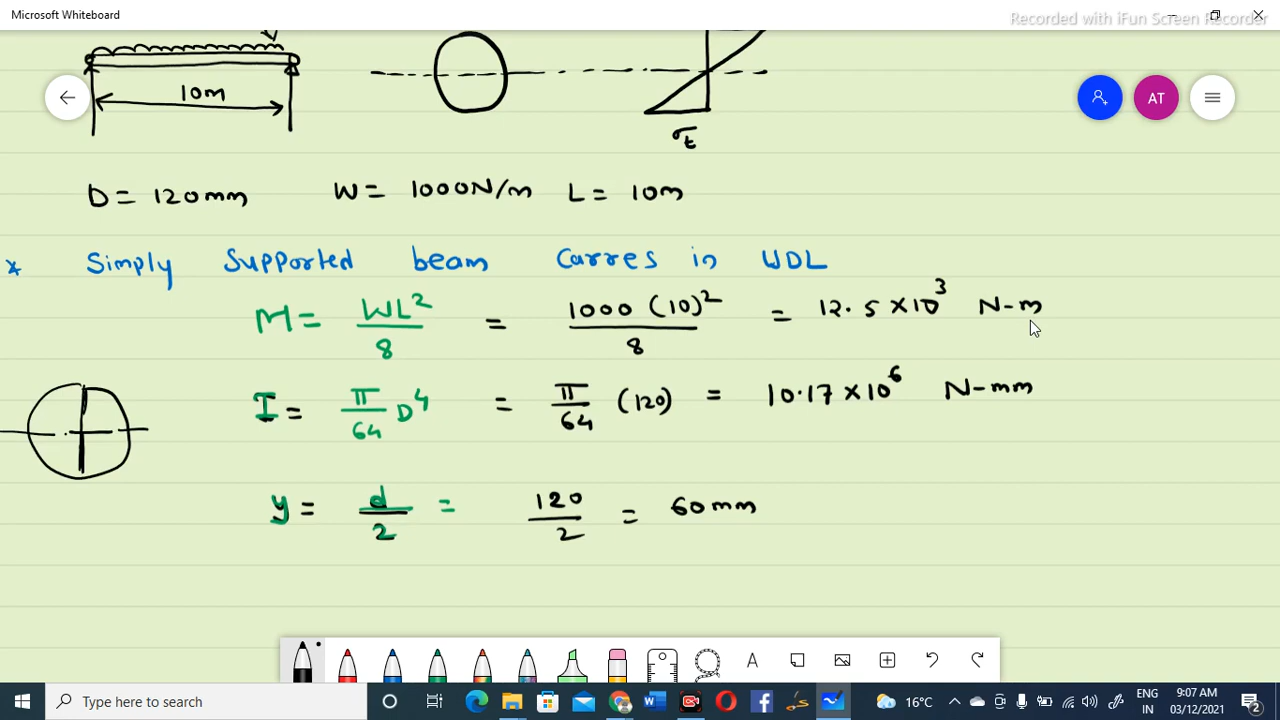 Microsoft Whiteboard
Recorded with iFun Screen Recorder
10m
σt
AT
D = 120mm W = 1000N/m L = 10m
* Simply Supported beam Carres in UDL
M = WL²/8 = 1000 (10)²/8 = 12.5 × 10³ N-m
I = π/64 D⁴ = π/64 (120) = 10.17 × 10⁶ N-mm
y = d/2 = 120/2 = 60mm
A
Type here to search
16°C
ENG
IN
9:07 AM
03/12/2021
2